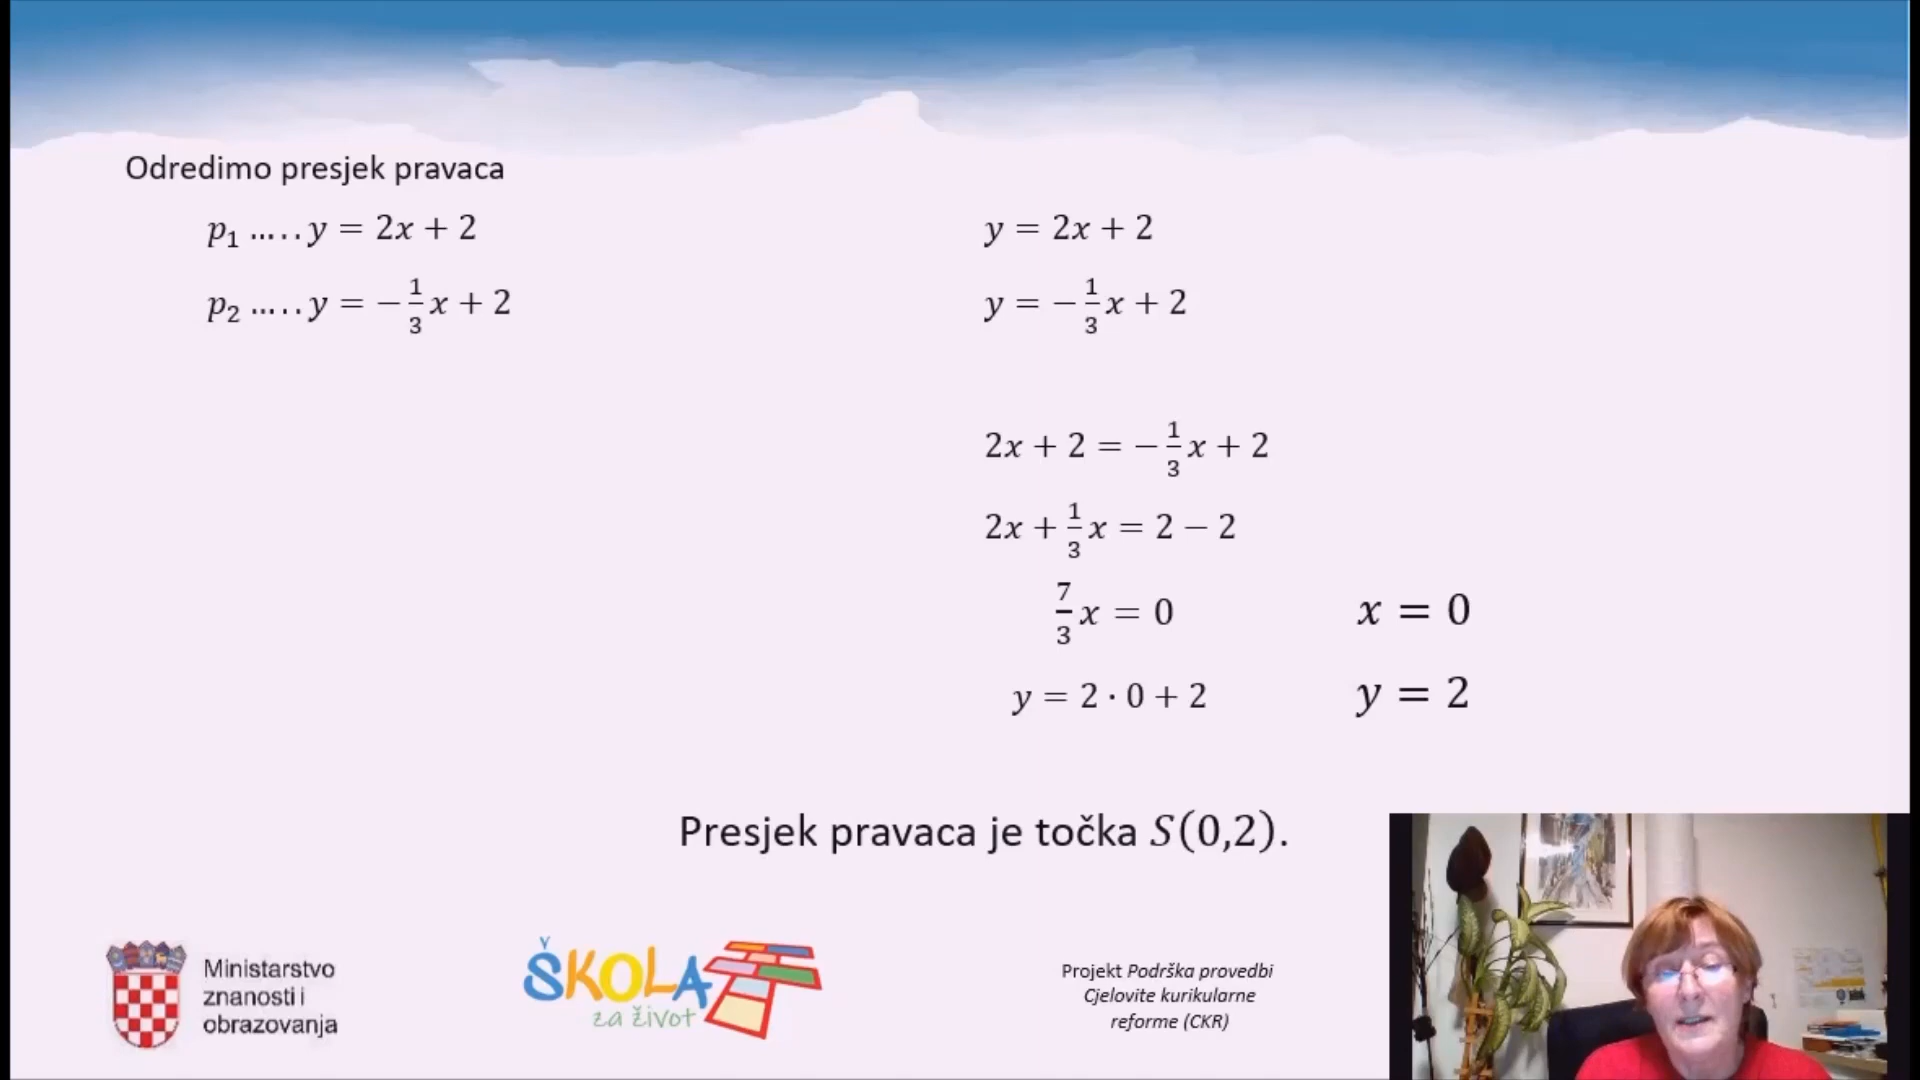 Odredimo presjek pravaca
p₁ ..... y = 2x + 2
p₂ ..... y = −1/3 x + 2
y = 2x + 2
y = −1/3 x + 2
2x + 2 = −1/3 x + 2
2x + 1/3 x = 2 − 2
7/3 x = 0
x = 0
y = 2 · 0 + 2
y = 2
Presjek pravaca je točka S(0,2).
Ministarstvo
znanosti i
obrazovanja
ŠKOLA
za život
Projekt Podrška provedbi
Cjelovite kurikularne
reforme (CKR)